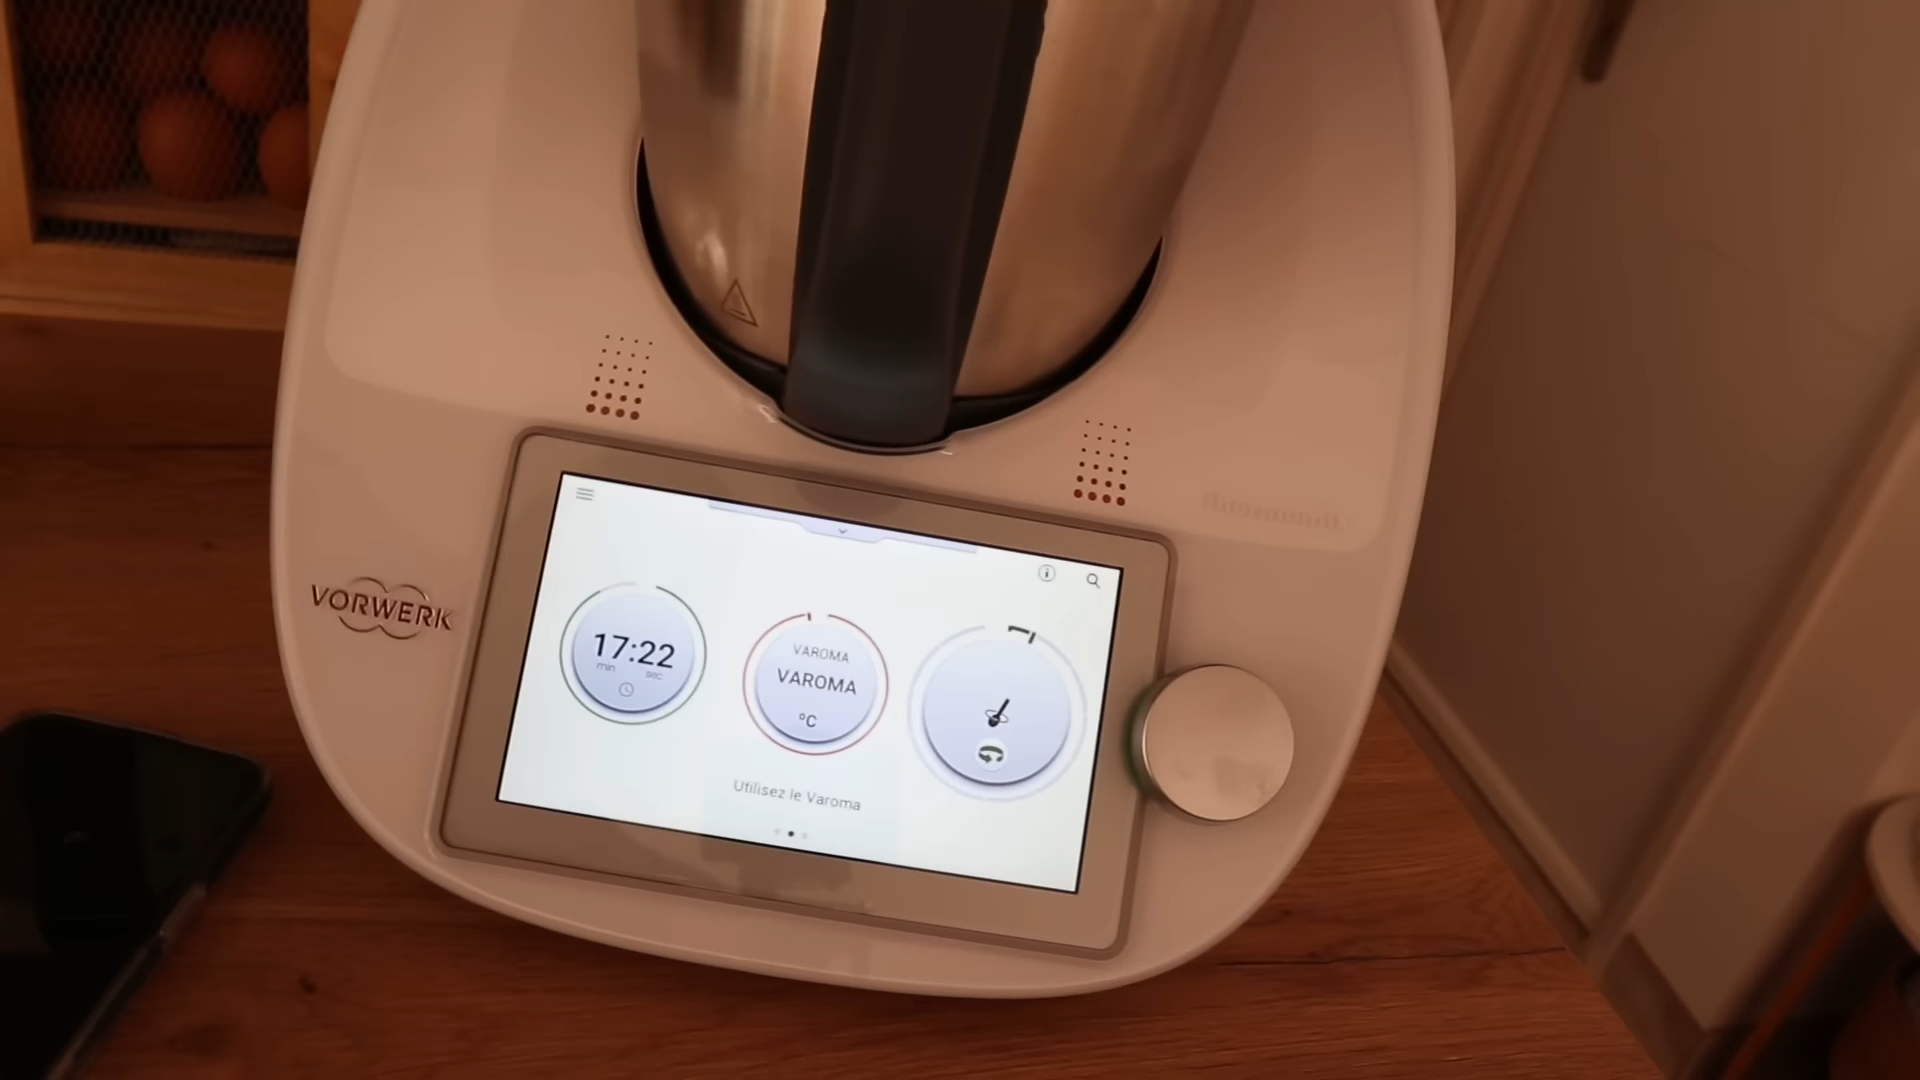 VORWERK
17:22
min sec
VAROMA
VAROMA
°C
Utilisez le Varoma